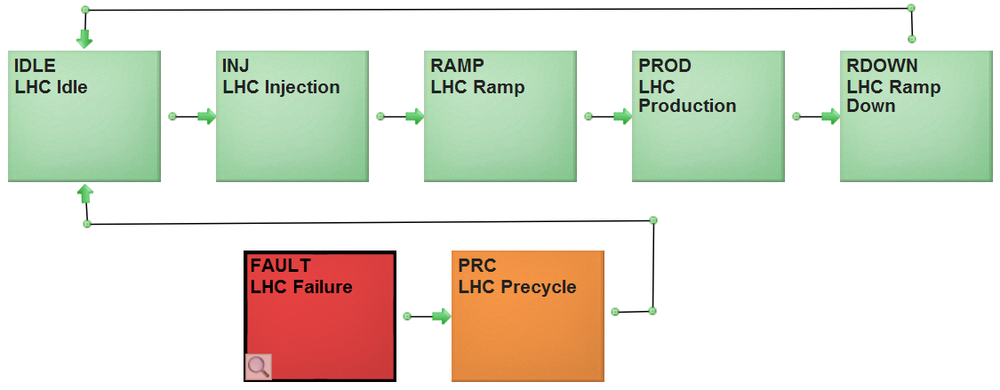 IDLE
LHC Idle
INJ
LHC Injection
RAMP
LHC Ramp
PROD
LHC
Production
RDOWN
LHC Ramp
Down
FAULT
LHC Failure
PRC
LHC Precycle